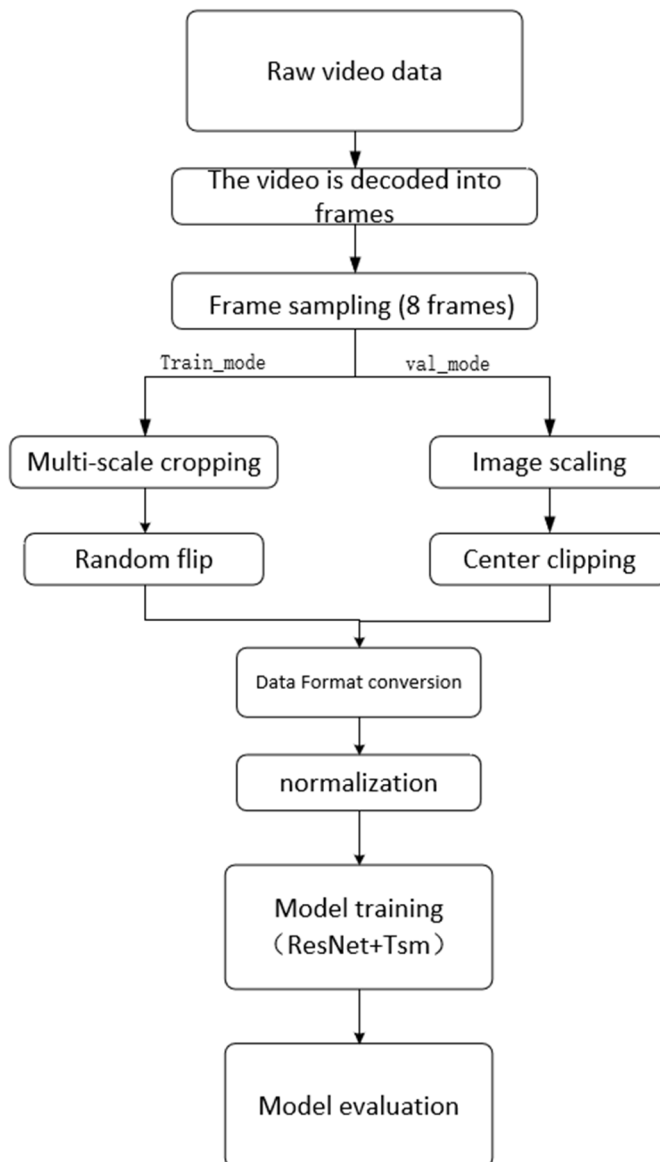 Raw video data
The video is decoded into
frames
Frame sampling (8 frames)
Train_mode
val_mode
Multi-scale cropping
Image scaling
Random flip
Center clipping
Data Format conversion
normalization
Model training
（ResNet+Tsm）
Model evaluation